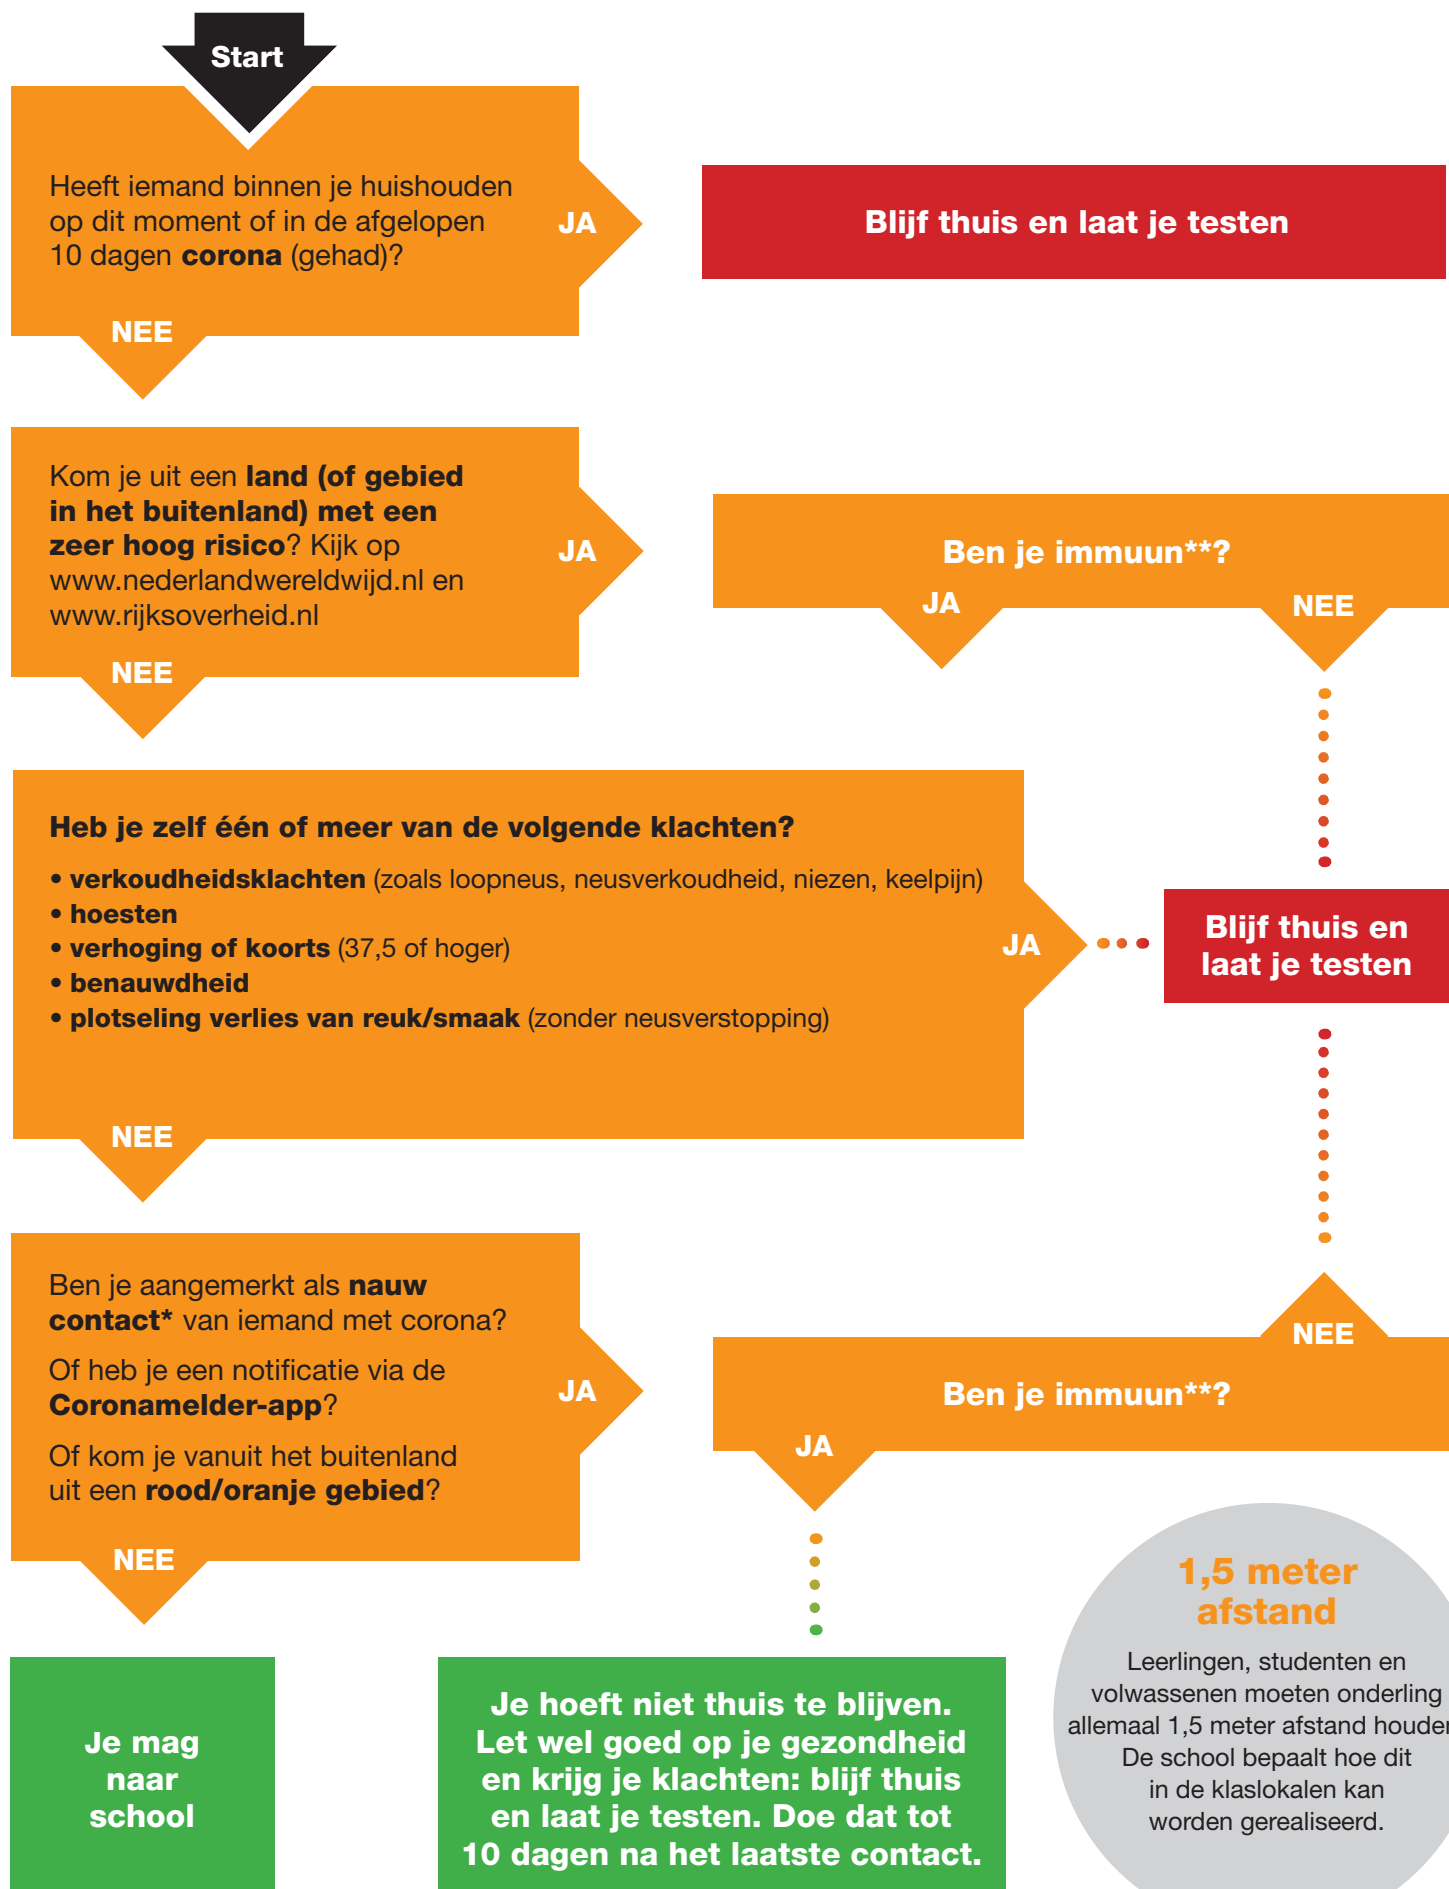 Start
Heeft iemand binnen je huishouden
op dit moment of in de afgelopen
10 dagen corona (gehad)?
JA
NEE
Blijf thuis en laat je testen
Kom je uit een land (of gebied
in het buitenland) met een
zeer hoog risico? Kijk op
www.nederlandwereldwijd.nl en
www.rijksoverheid.nl
JA
NEE
Ben je immuun**?
JA
NEE
Heb je zelf één of meer van de volgende klachten?
• verkoudheidsklachten (zoals loopneus, neusverkoudheid, niezen, keelpijn)
• hoesten
• verhoging of koorts (37,5 of hoger)
• benauwdheid
• plotseling verlies van reuk/smaak (zonder neusverstopping)
JA
NEE
Blijf thuis en
laat je testen
Ben je aangemerkt als nauw
contact* van iemand met corona?
Of heb je een notificatie via de
Coronamelder-app?
Of kom je vanuit het buitenland
uit een rood/oranje gebied?
JA
NEE
NEE
Ben je immuun**?
JA
Je mag
naar
school
Je hoeft niet thuis te blijven.
Let wel goed op je gezondheid
en krijg je klachten: blijf thuis
en laat je testen. Doe dat tot
10 dagen na het laatste contact.
1,5 meter
afstand
Leerlingen, studenten en
volwassenen moeten onderling
allemaal 1,5 meter afstand houden
De school bepaalt hoe dit
in de klaslokalen kan
worden gerealiseerd.